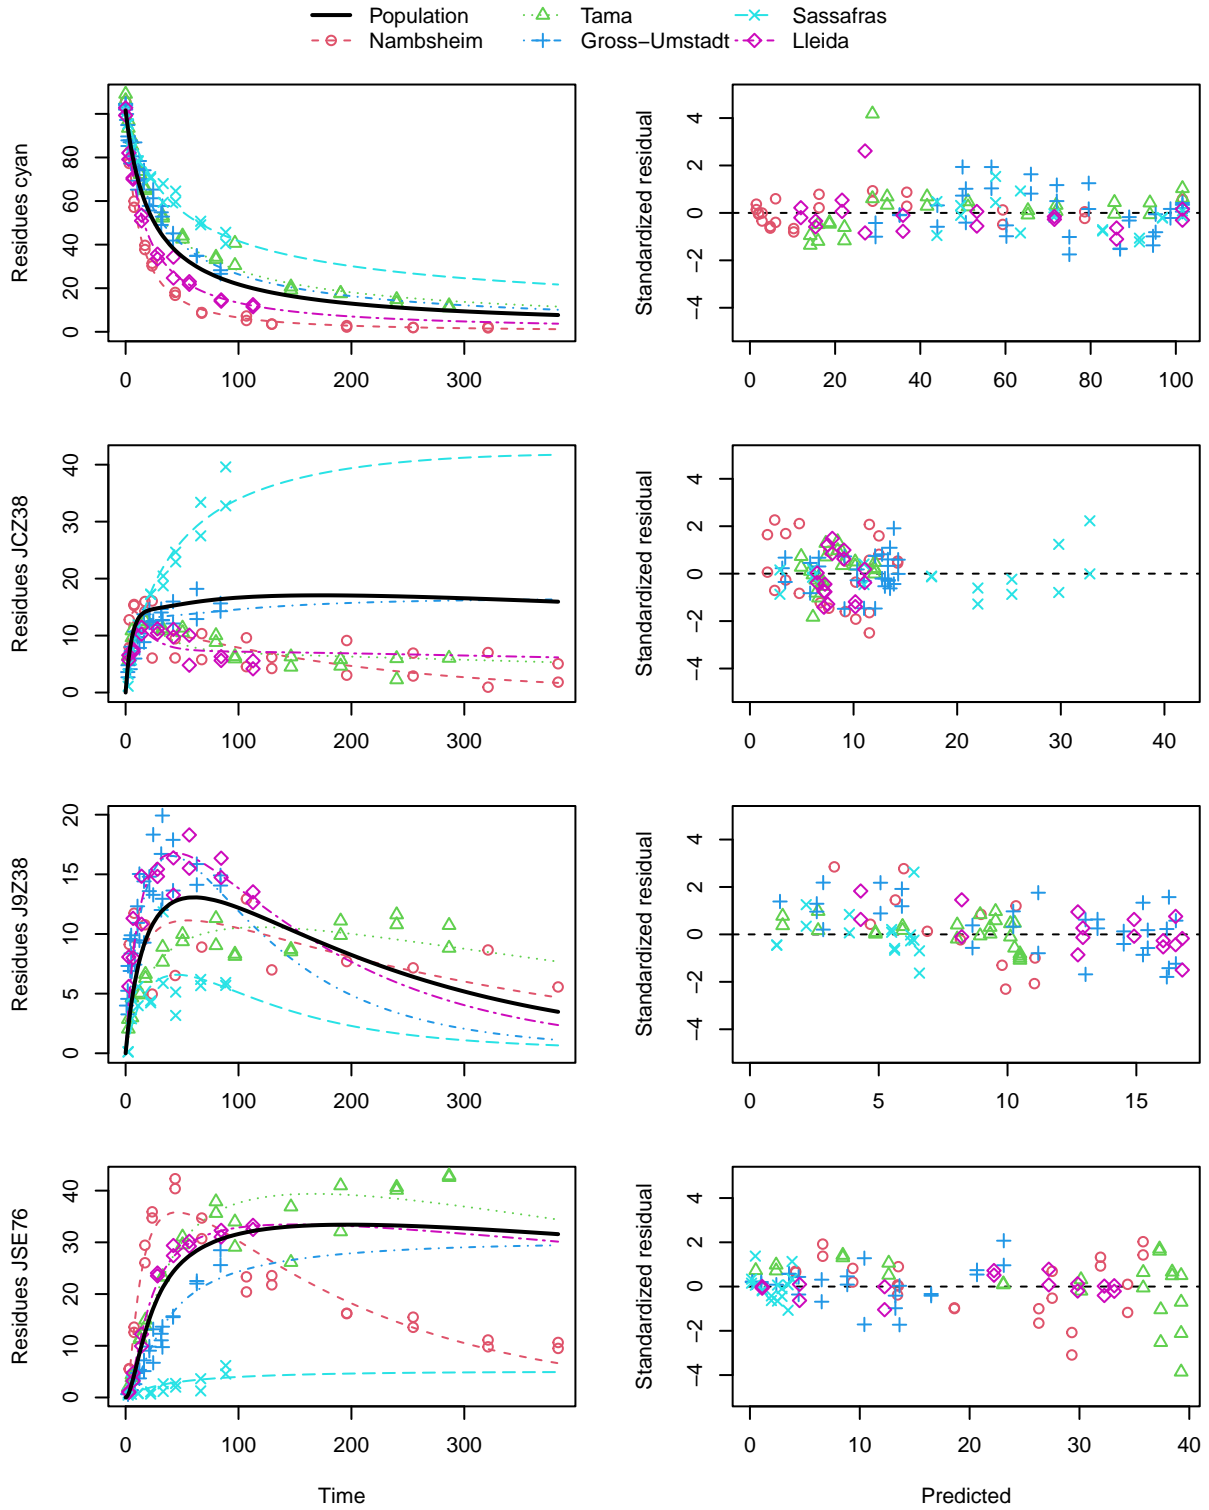 Population Tama Sassafras
Nambsheim Gross−Umstadt Lleida
Residues cyan
0 20 40 60 80
0 100 200 300
Standardized residual
−4 −2 0 2 4
0 20 40 60 80 100
Residues JCZ38
0 10 20 30 40
0 100 200 300
Standardized residual
−4 −2 0 2 4
0 10 20 30 40
Residues J9Z38
0 5 10 15 20
0 100 200 300
Standardized residual
−4 −2 0 2 4
0 5 10 15
Residues JSE76
0 10 20 30 40
0 100 200 300
Time
Standardized residual
−4 −2 0 2 4
0 10 20 30 40
Predicted